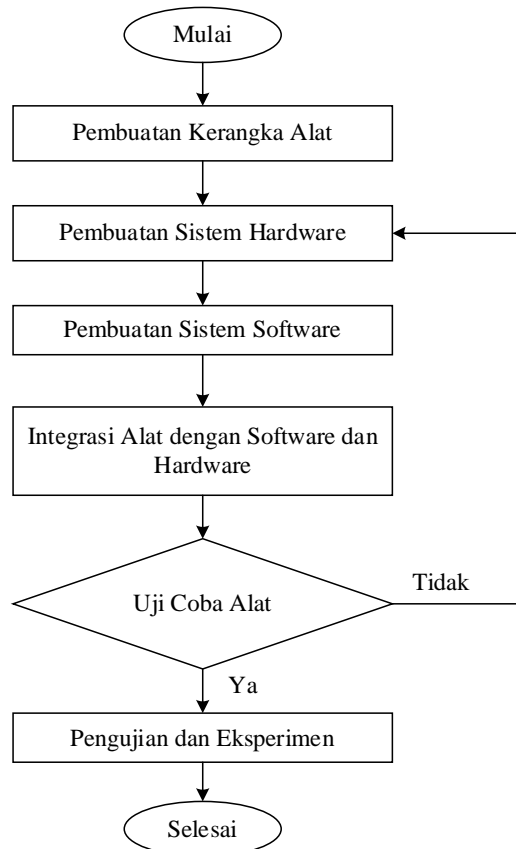 Mulai
Pembuatan Kerangka Alat
Pembuatan Sistem Hardware
Pembuatan Sistem Software
Integrasi Alat dengan Software dan
Hardware
Uji Coba Alat
Tidak
Ya
Pengujian dan Eksperimen
Selesai